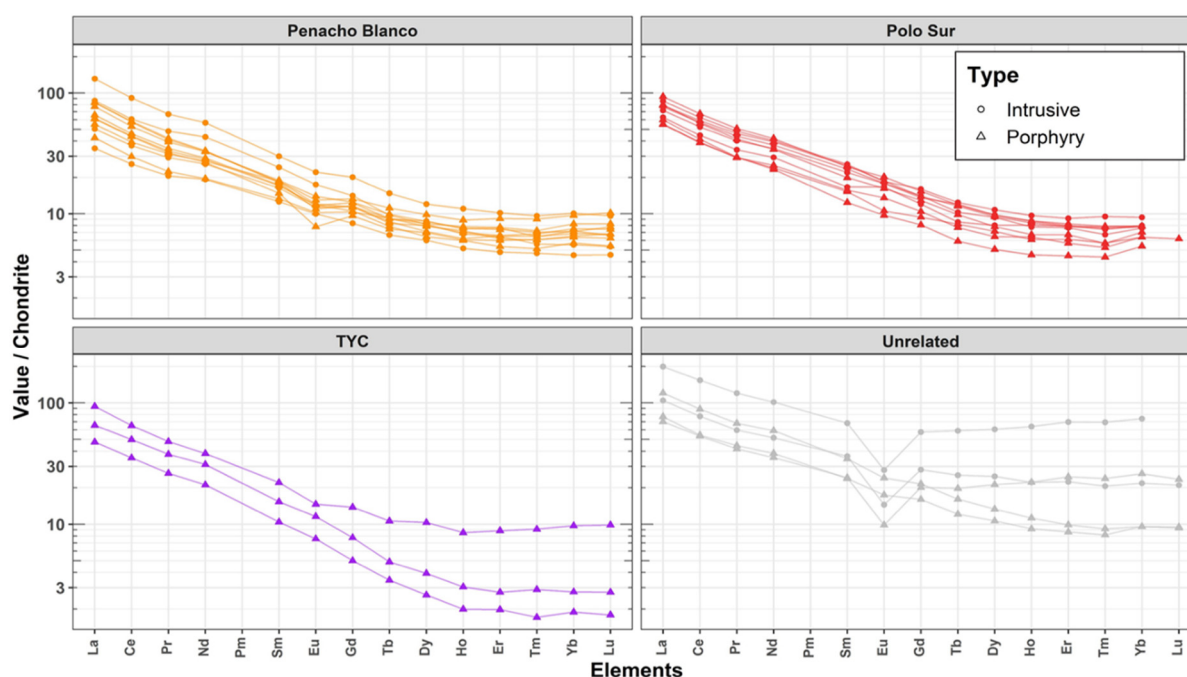 Penacho Blanco
Polo Sur
100
30
10
3
Type
Intrusive
Porphyry
Value / Chondrite
TYC
Unrelated
100
30
10
3
La Ce Pr Nd Pm Sm Eu Gd Tb Dy Ho Er Tm Yb Lu
La Ce Pr Nd Pm Sm Eu Gd Tb Dy Ho Er Tm Yb Lu
Elements